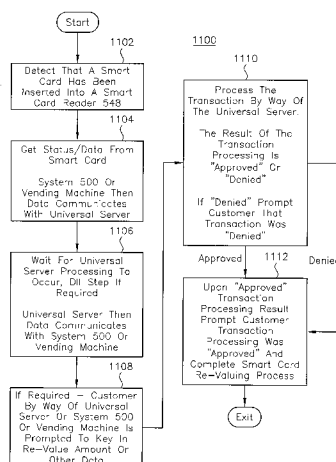 Start
1102
Detect That A Smart
Card Has Been
Inserted Into A Smart
Card Reader 548
1104
Get Status/Data From
Smart Card
System 500 Or
Vending Machine Then
Data Communicates
With Universal Server
1106
Wait For Universal
Server Processing To
Occur, DII Step If
Required
Universal Server Then
Data Communicates
With System 500 Or
Vending Machine
1108
If Required – Customer
By Way Of Universal
Server Or System 500
Or Vending Machine Is
Prompted To Key In
Re-Value Amount Or
Other Data
1100
1110
Process The
Transaction By Way Of
The Universal Server.
The Result Of The
Transaction
Processing Is
"Approved" Or
"Denied"
If "Denied" Prompt
Customer That
Transaction Was
"Denied"
Approved
Denied
1112
Upon "Approved"
Transaction
Processing Result
Prompt Customer
Transaction
Processing Was
"Approved" And
Complete Smart Card
Re-Valuing Process
Exit